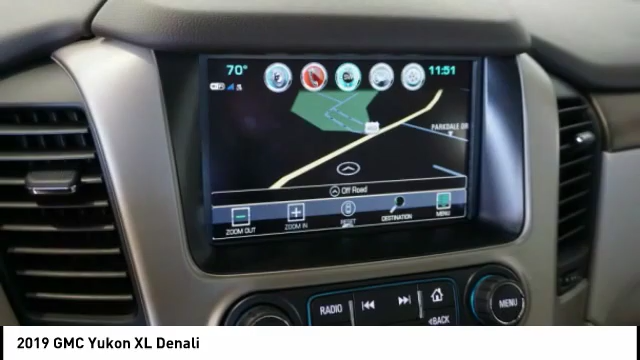 70° 11:51
PARKDALE DR
Off Road
ZOOM OUT ZOOM IN RESET DESTINATION MENU
RADIO MENU
BACK
2019 GMC Yukon XL Denali